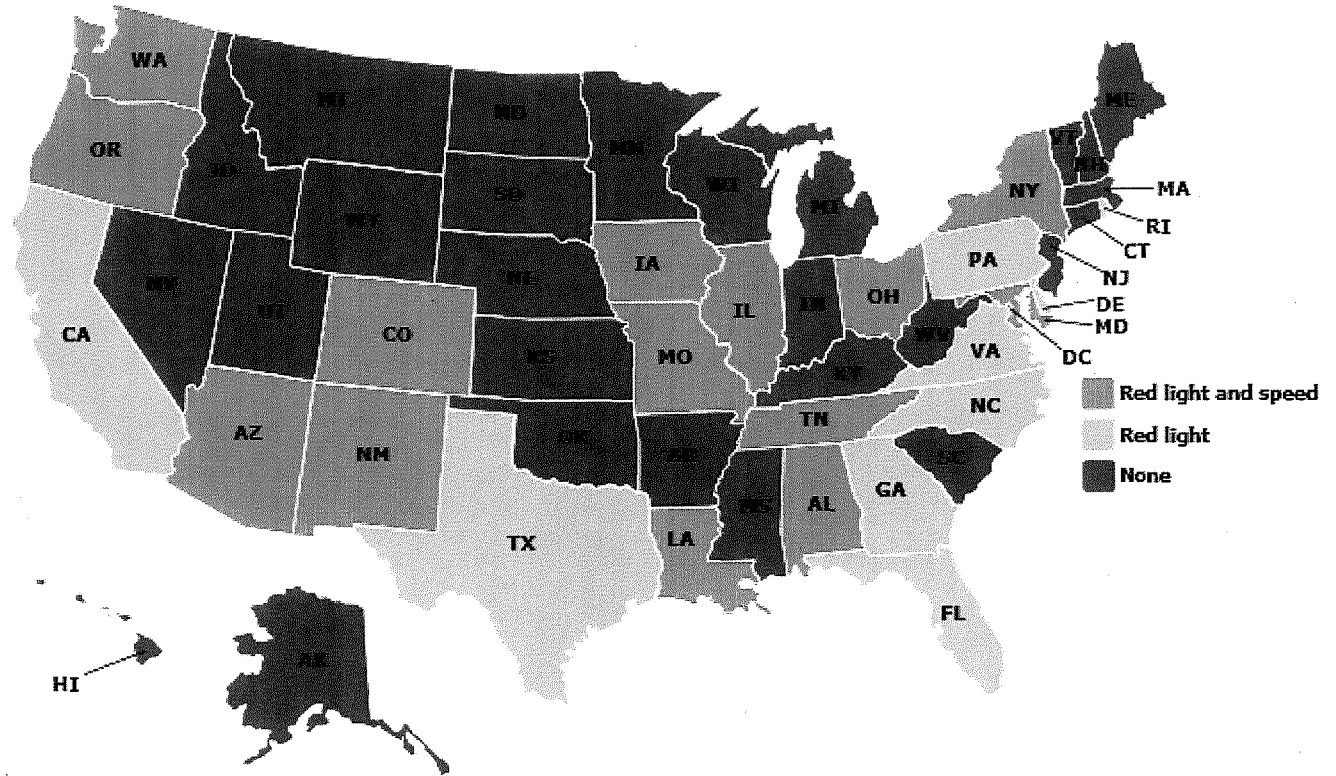 WA
MT
ND
MN
ME
OR
ID
SD
WI
VT
NH
WY
MI
NY
MA
RI
CT
NJ
NV
UT
NE
IA
PA
DE
MD
DC
CA
CO
KS
MO
IL
IN
OH
WV
VA
KY
AZ
NM
OK
AR
TN
NC
SC
TX
LA
MS
AL
GA
FL
HI
AK
Red light and speed
Red light
None